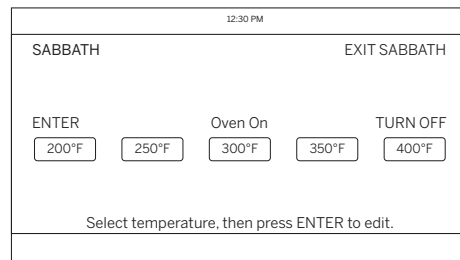 12:30 PM
SABBATH EXIT SABBATH
ENTER Oven On TURN OFF
200°F 250°F 300°F 350°F 400°F
Select temperature, then press ENTER to edit.